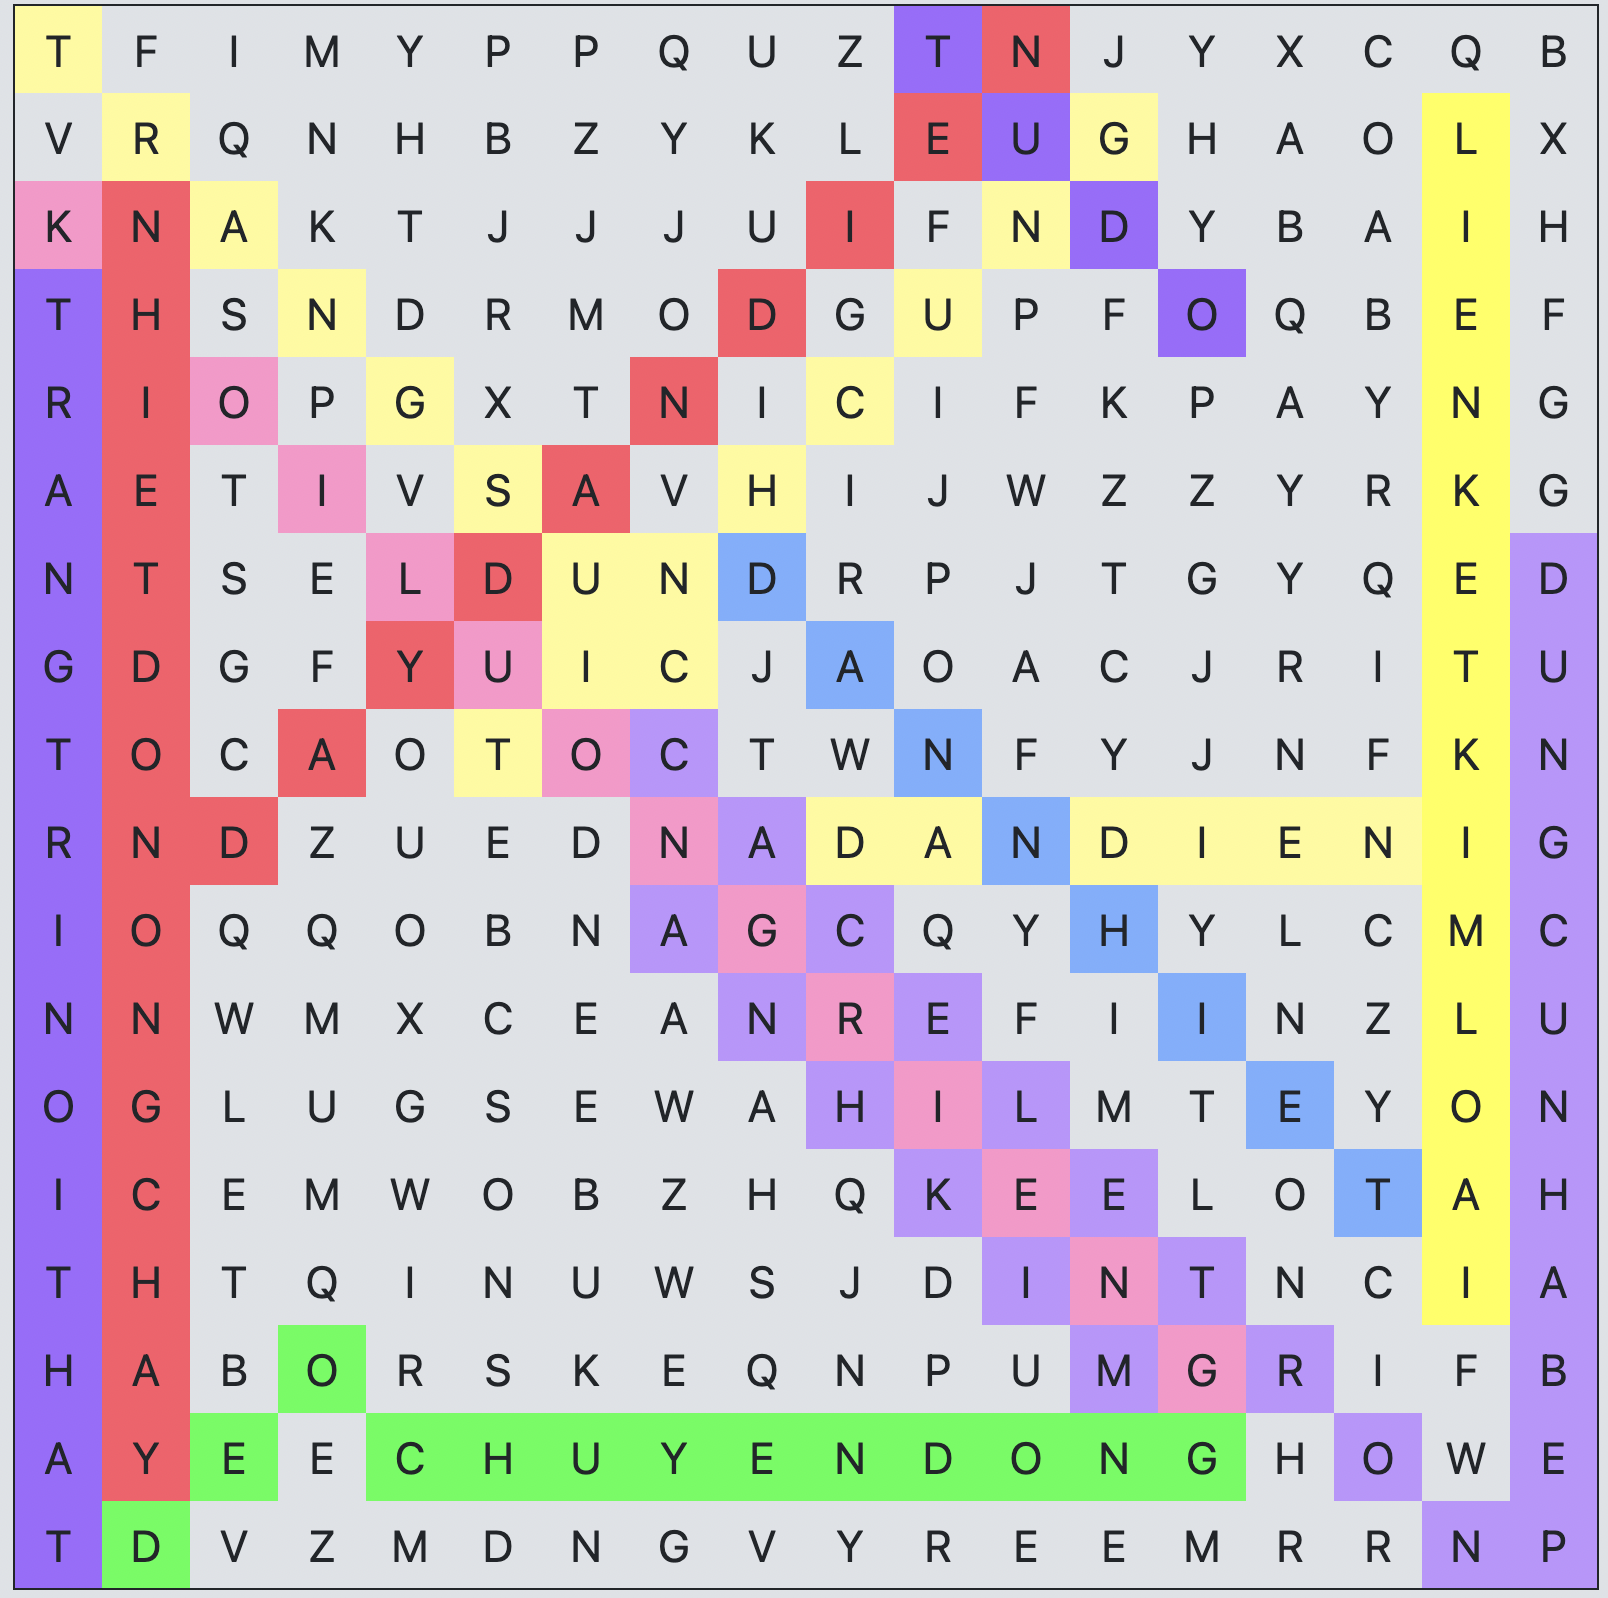 T F I M Y P P Q U Z T N J Y X C Q B
V R Q N H B Z Y K L E U G H A O L X
K N A K T J J J U I F N D Y B A I H
T H S N D R M O D G U P F O Q B E F
R I O P G X T N I C I F K P A Y N G
A E T I V S A V H I J W Z Z Y R K G
N T S E L D U N D R P J T G Y Q E D
G D G F Y U I C J A O A C J R I T U
T O C A O T O C T W N F Y J N F K N
R N D Z U E D N A D A N D I E N I G
I O Q Q O B N A G C Q Y H Y L C M C
N N W M X C E A N R E F I I N Z L U
O G L U G S E W A H I L M T E Y O N
I C E M W O B Z H Q K E E L O T A H
T H T Q I N U W S J D I N T N C I A
H A B O R S K E Q N P U M G R I F B
A Y E E C H U Y E N D O N G H O W E
T D V Z M D N G V Y R E E M R R N P